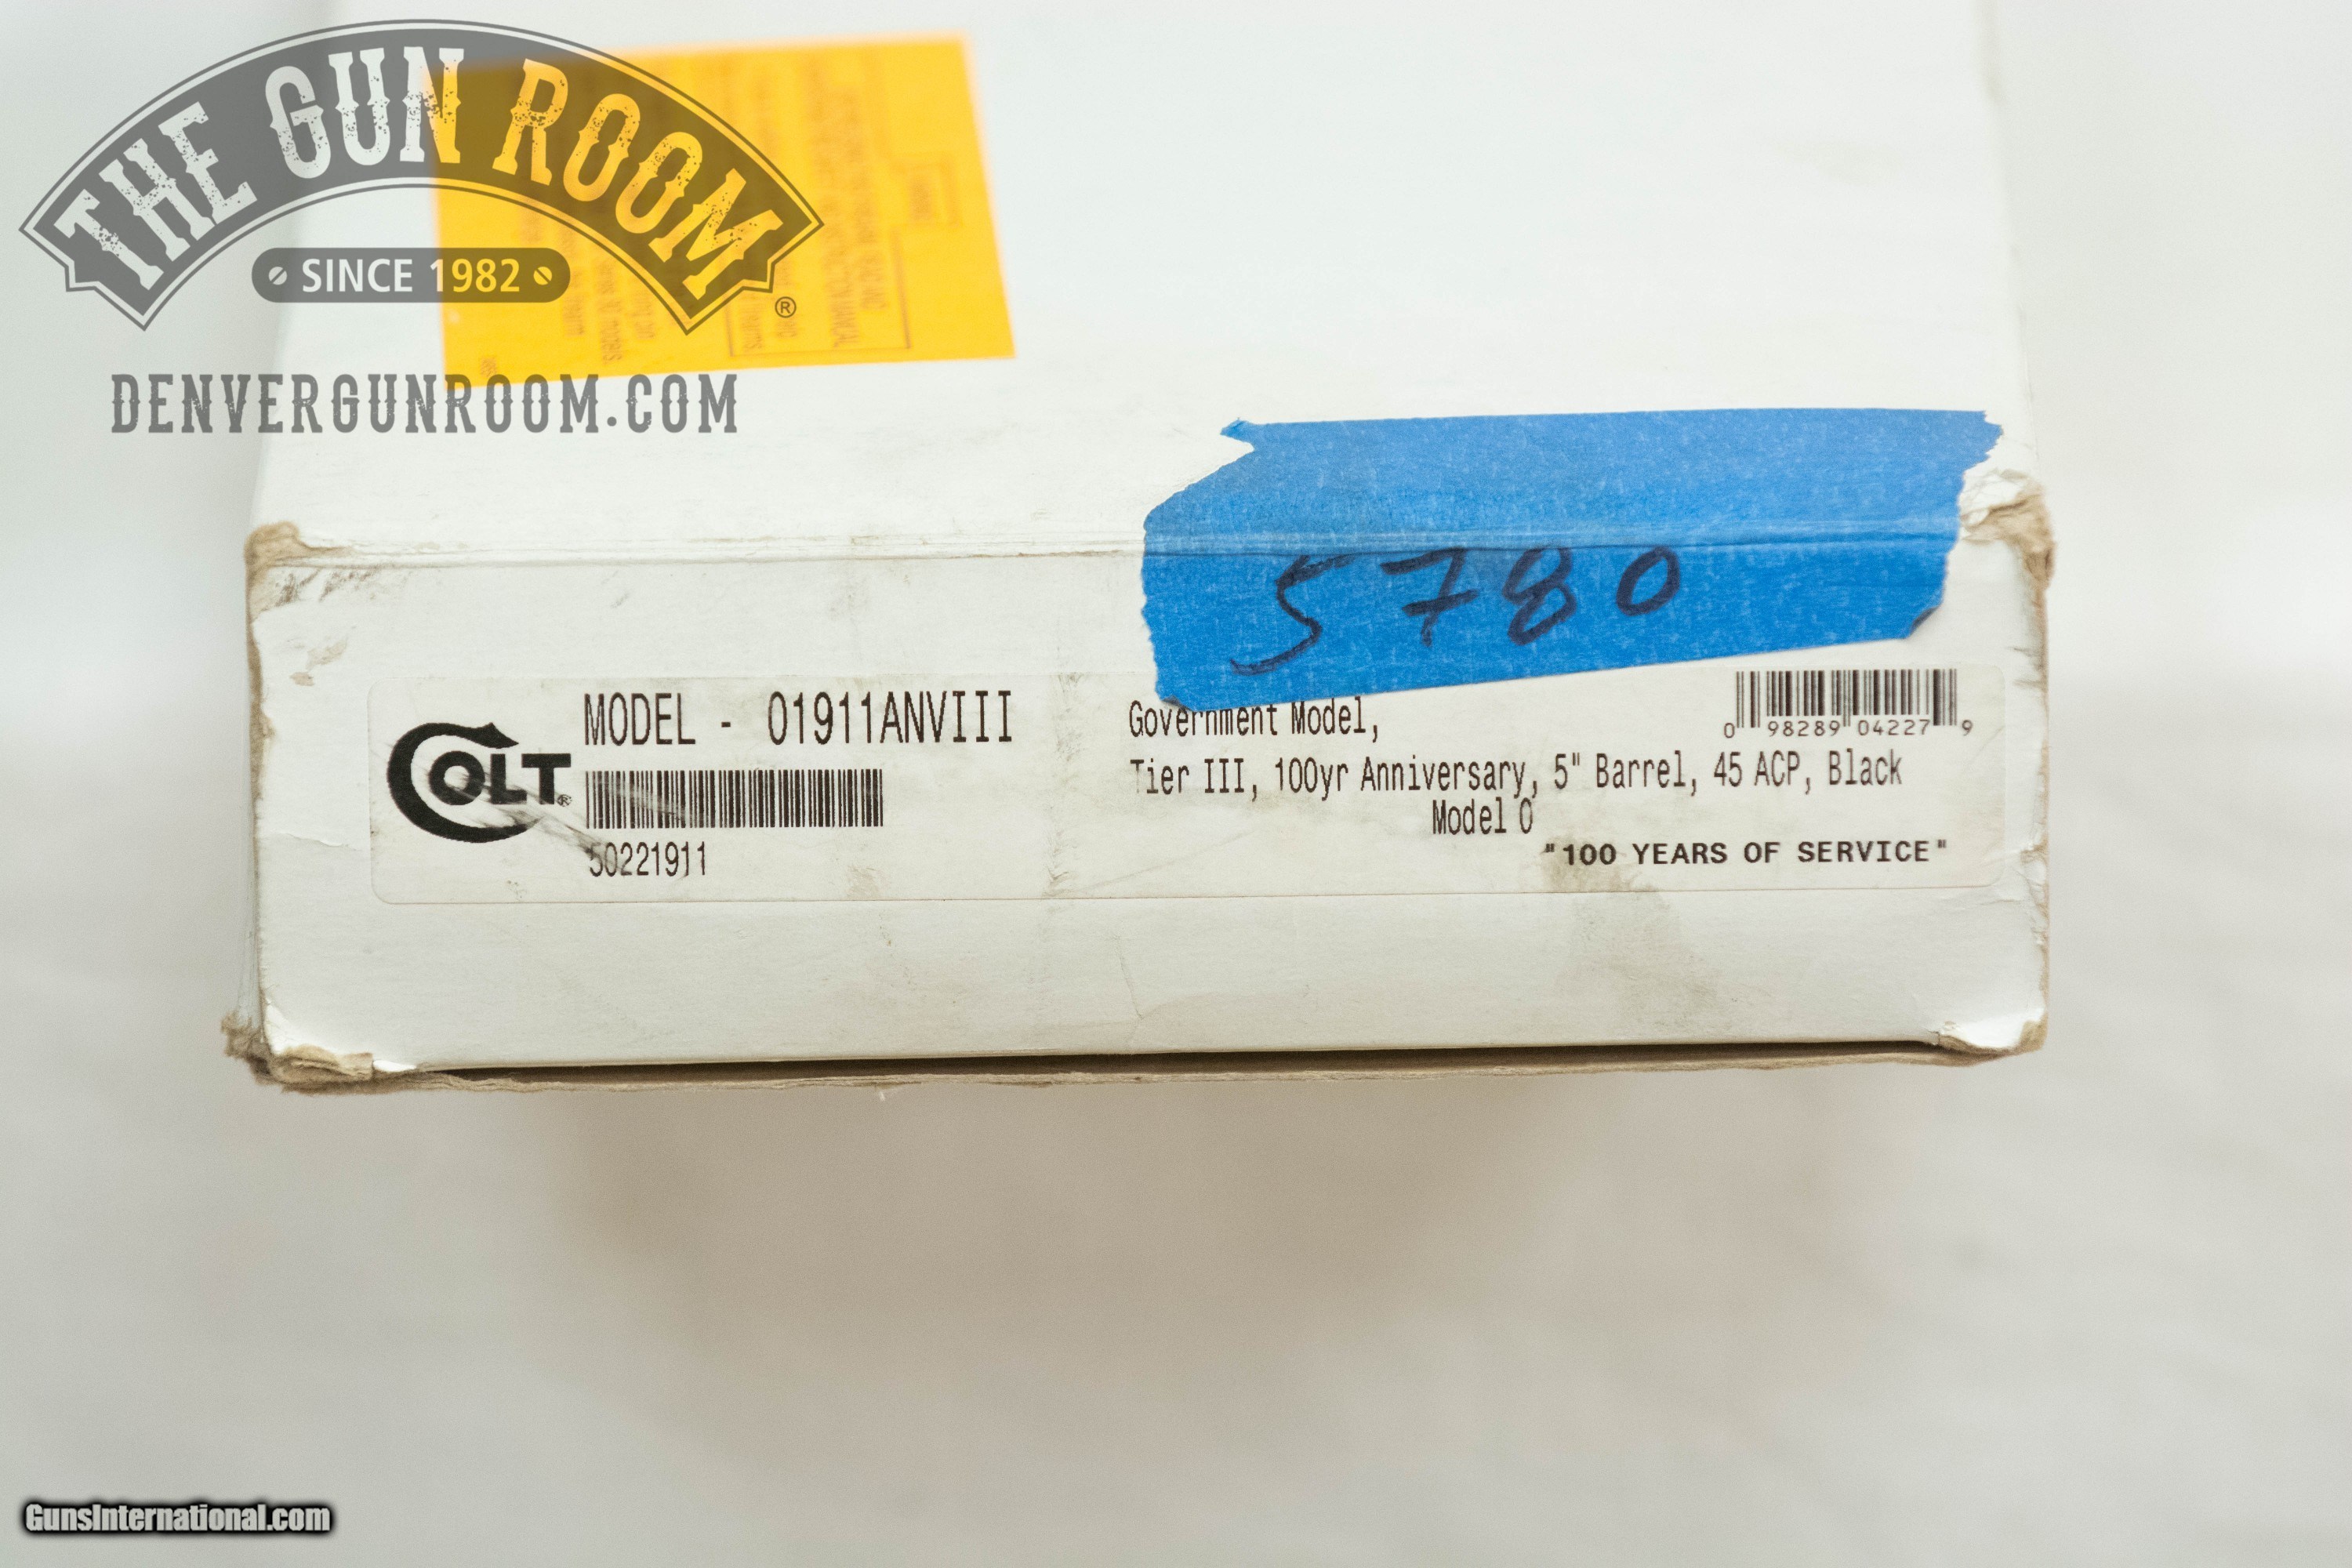 THE GUN ROOM
SINCE 1982
®
DENVERGUNROOM.COM
5780
COLT®
MODEL - O1911ANVIII
50221911
Government Model,
0 98289 04227 9
Tier III, 100yr Anniversary, 5" Barrel, 45 ACP, Black
Model O
"100 YEARS OF SERVICE"
GunsInternational.com